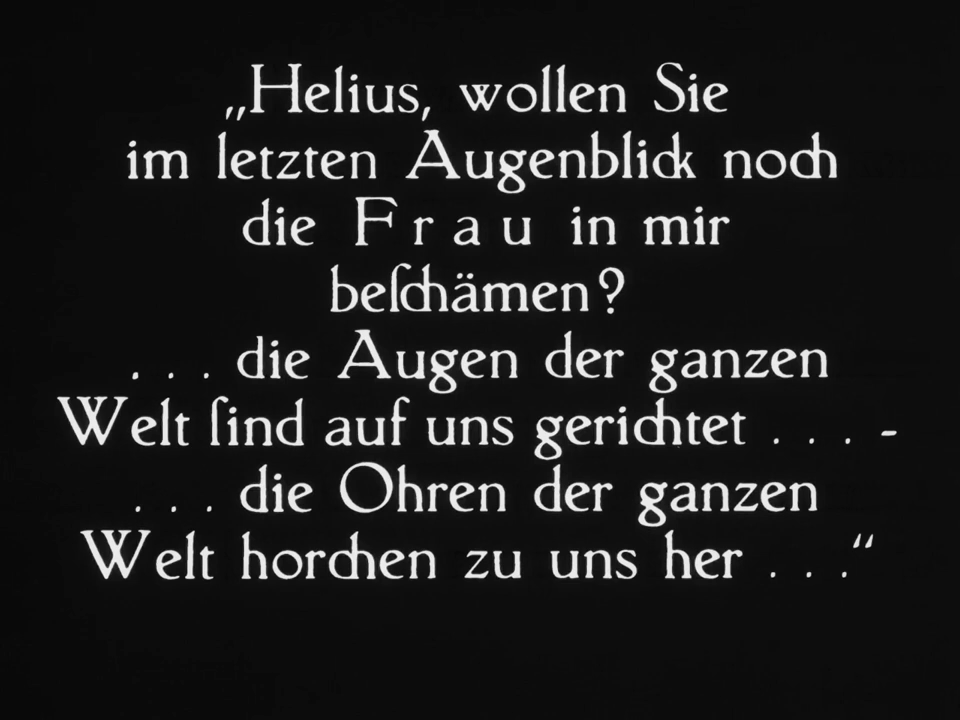 „Helius, wollen Sie
im letzten Augenblick noch
die F r a u in mir
beſchämen?
. . . die Augen der ganzen
Welt ſind auf uns gerichtet . . . -
. . . die Ohren der ganzen
Welt horchen zu uns her . . .“